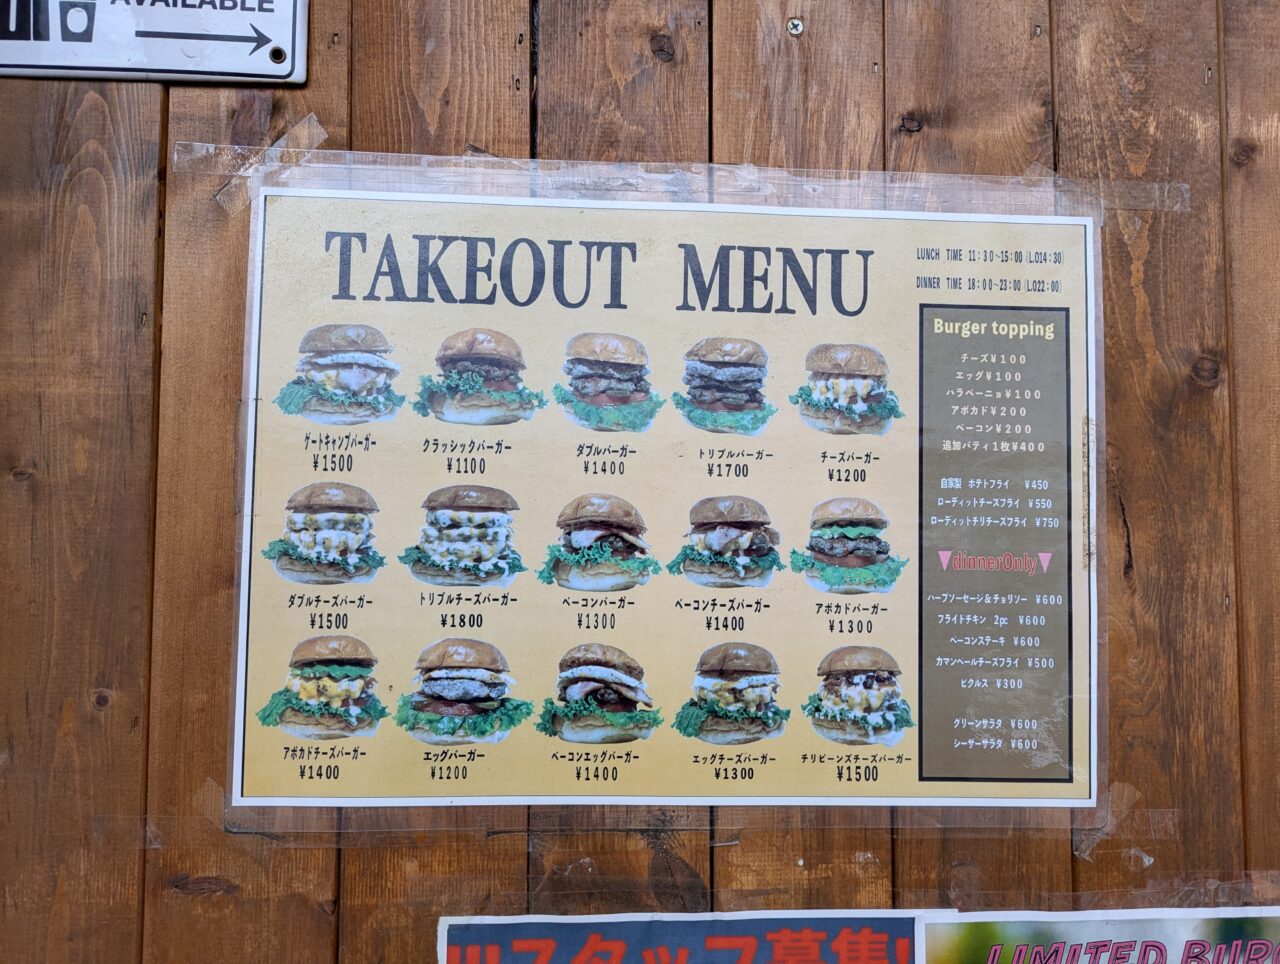 AVAILABLE
TAKEOUT MENU
LUNCH TIME 11:30~15:00 (L.O14:30)
DINNER TIME 18:00~23:00 (L.O22:00)
ゲートキャンプバーガー
¥1500
クラッシックバーガー
¥1100
ダブルバーガー
¥1400
トリプルバーガー
¥1700
チーズバーガー
¥1200
ダブルチーズバーガー
¥1500
トリプルチーズバーガー
¥1800
ベーコンバーガー
¥1300
ベーコンチーズバーガー
¥1400
アボカドバーガー
¥1300
アボカドチーズバーガー
¥1400
エッグバーガー
¥1200
ベーコンエッグバーガー
¥1400
エッグチーズバーガー
¥1300
チリビーンズチーズバーガー
¥1500
Burger topping
チーズ¥100
エッグ¥100
ハラペーニョ¥100
アボカド¥200
ベーコン¥200
追加パティ1枚¥400
自家製 ポテトフライ ¥450
ローディットチーズフライ ¥550
ローディットチリチーズフライ ¥750
dinnerOnly
ハーブソーセージ&チョリソー ¥600
フライドチキン 2pc ¥600
ベーコンステーキ ¥600
カマンベールチーズフライ ¥500
ピクルス ¥300
グリーンサラダ ¥600
シーザーサラダ ¥600
スタッフ募集!
LIMITED BURG